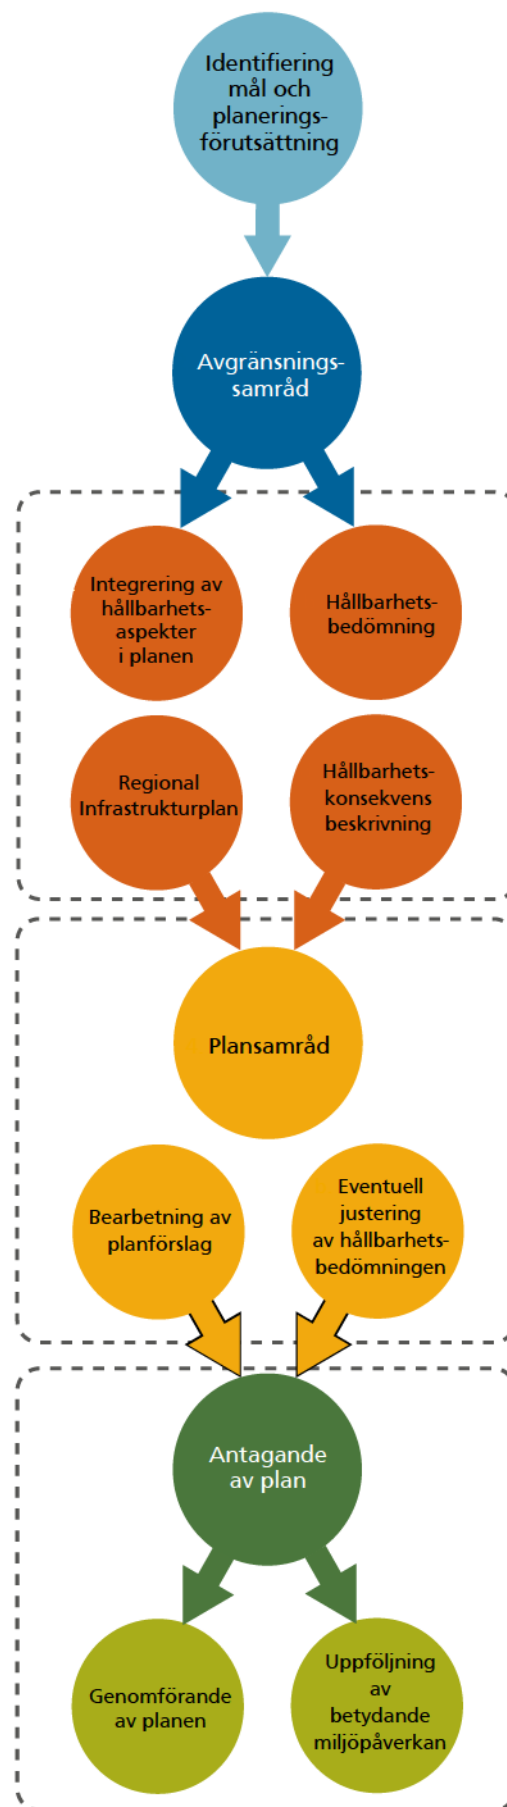 Identifiering
mål och
planerings-
förutsättning
Avgränsnings-
samråd
Integrering av
hållbarhets-
aspekter
i planen
Hållbarhets-
bedömning
Regional
Infrastrukturplan
Hållbarhets-
konsekvens
beskrivning
Plansamråd
Bearbetning av
planförslag
Eventuell
justering
av hållbarhets-
bedömningen
Antagande
av plan
Genomförande
av planen
Uppföljning
av
betydande
miljöpåverkan